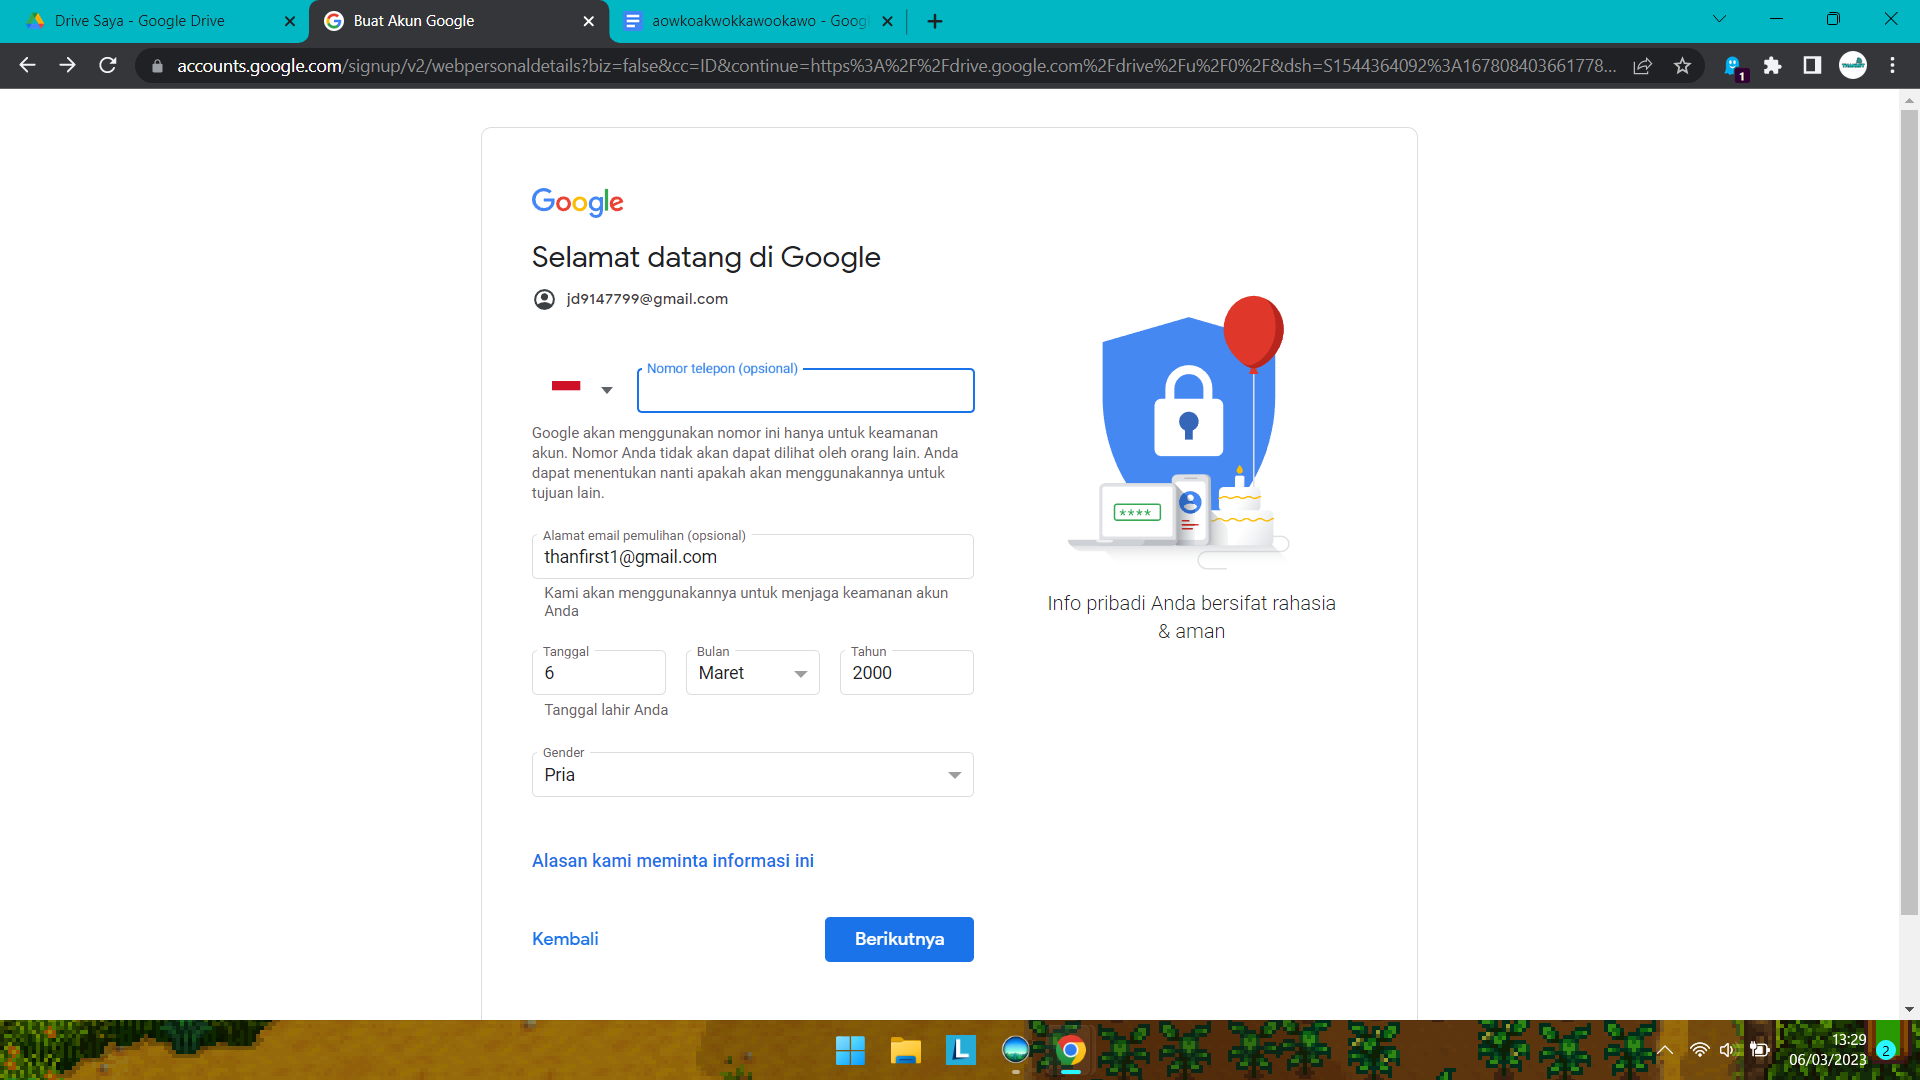 Drive Saya - Google Drive
Buat Akun Google
aowkoakwokkawookawo - Goog
accounts.google.com/signup/v2/webpersonaldetails?biz=false&cc=ID&continue=https%3A%2F%2Fdrive.google.com%2Fdrive%2Fu%2F0%2F&dsh=S1544364092%3A167808403661778...
1
Google
Selamat datang di Google
jd9147799@gmail.com
Nomor telepon (opsional)
Google akan menggunakan nomor ini hanya untuk keamanan
akun. Nomor Anda tidak akan dapat dilihat oleh orang lain. Anda
dapat menentukan nanti apakah akan menggunakannya untuk
tujuan lain.
Alamat email pemulihan (opsional)
thanfirst1@gmail.com
Kami akan menggunakannya untuk menjaga keamanan akun
Anda
Tanggal
6
Bulan
Maret
Tahun
2000
Tanggal lahir Anda
Gender
Pria
Alasan kami meminta informasi ini
Kembali
Berikutnya
****
Info pribadi Anda bersifat rahasia
& aman
L
13:29
06/03/2023
2